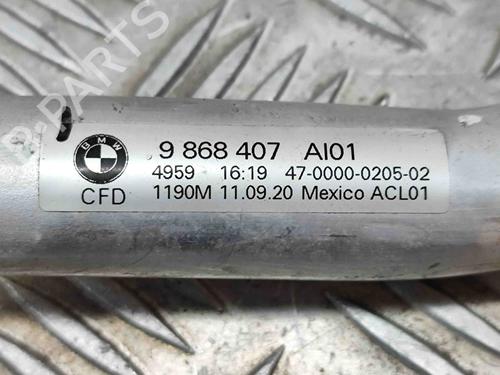 B-PARTS
BMW
9 868 407 AI01
4959 16:19 47-0000-0205-02
CFD 1190M 11.09.20 Mexico ACL01